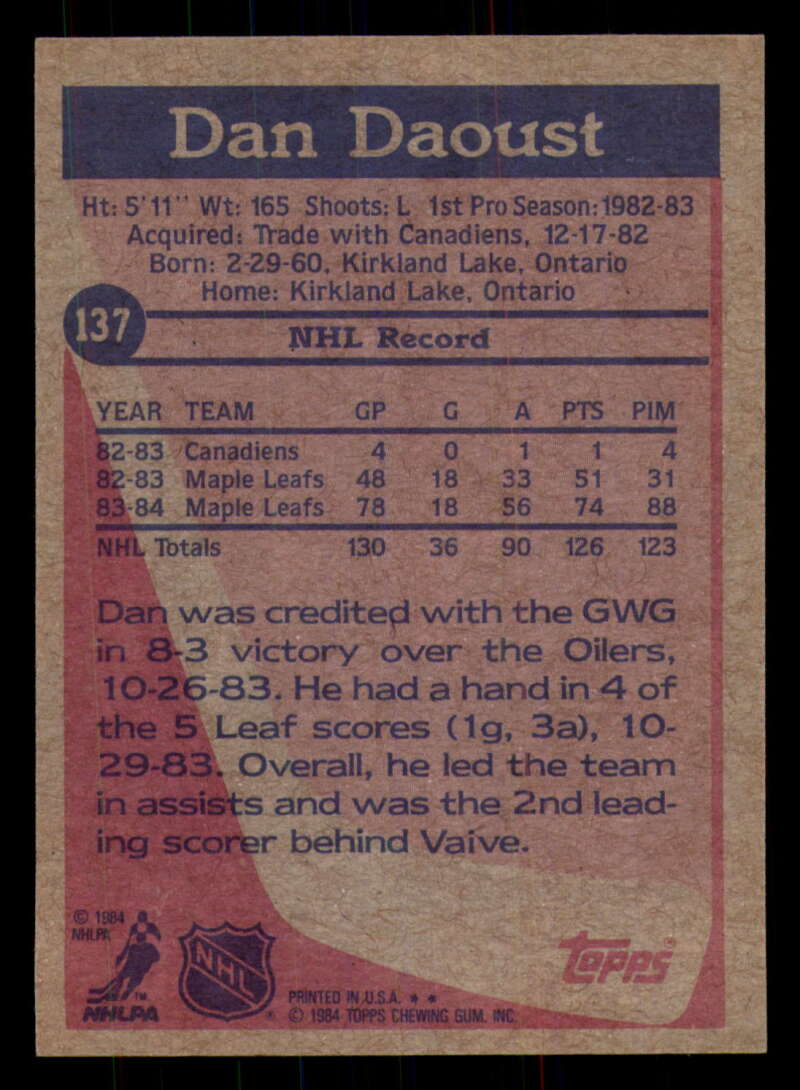 Dan Daoust
Ht: 5'11" Wt: 165 Shoots: L 1st Pro Season: 1982-83
Acquired: Trade with Canadiens, 12-17-82
Born: 2-29-60, Kirkland Lake, Ontario
Home: Kirkland Lake, Ontario
137
NHL Record
YEAR TEAM GP G A PTS PIM
82-83 Canadiens 4 0 1 1 4
82-83 Maple Leafs 48 18 33 51 31
83-84 Maple Leafs 78 18 56 74 88
NHL Totals 130 36 90 126 123
Dan was credited with the GWG
in 8-3 victory over the Oilers,
10-26-83. He had a hand in 4 of
the 5 Leaf scores (1g, 3a), 10-
29-83. Overall, he led the team
in assists and was the 2nd lead-
ing scorer behind Vaive.
© 1984
NHLPA
NHLPA
TM
NHL
®
topps
PRINTED IN U.S.A. * *
© 1984 TOPPS CHEWING GUM, INC.